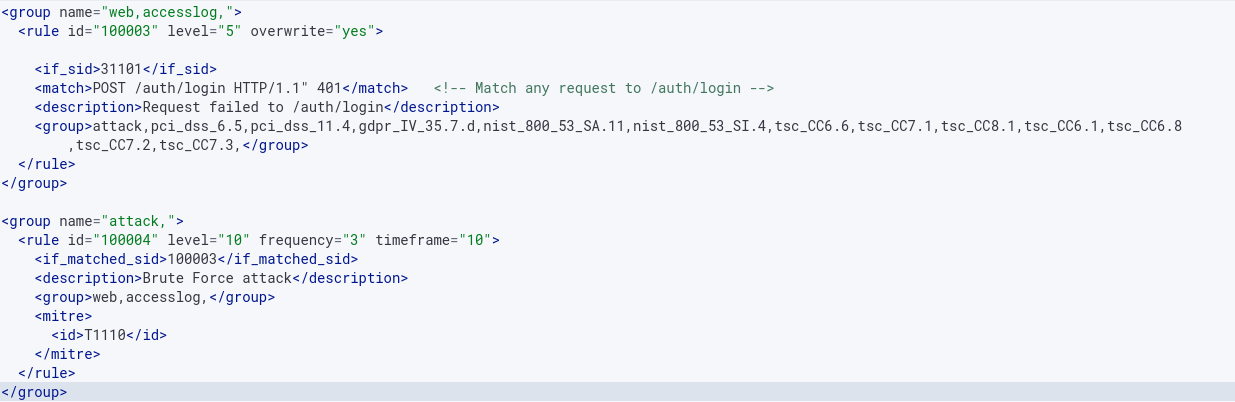 <group name="web,accesslog,">
<rule id="100003" level="5" overwrite="yes">
<if_sid>31101</if_sid>
<match>POST /auth/login HTTP/1.1" 401</match> <!-- Match any request to /auth/login -->
<description>Request failed to /auth/login</description>
<group>attack,pci_dss_6.5,pci_dss_11.4,gdpr_IV_35.7.d,nist_800_53_SA.11,nist_800_53_SI.4,tsc_CC6.6,tsc_CC7.1,tsc_CC8.1,tsc_CC6.1,tsc_CC6.8
,tsc_CC7.2,tsc_CC7.3,</group>
</rule>
</group>
<group name="attack,">
<rule id="100004" level="10" frequency="3" timeframe="10">
<if_matched_sid>100003</if_matched_sid>
<description>Brute Force attack</description>
<group>web,accesslog,</group>
<mitre>
<id>T1110</id>
</mitre>
</rule>
</group>